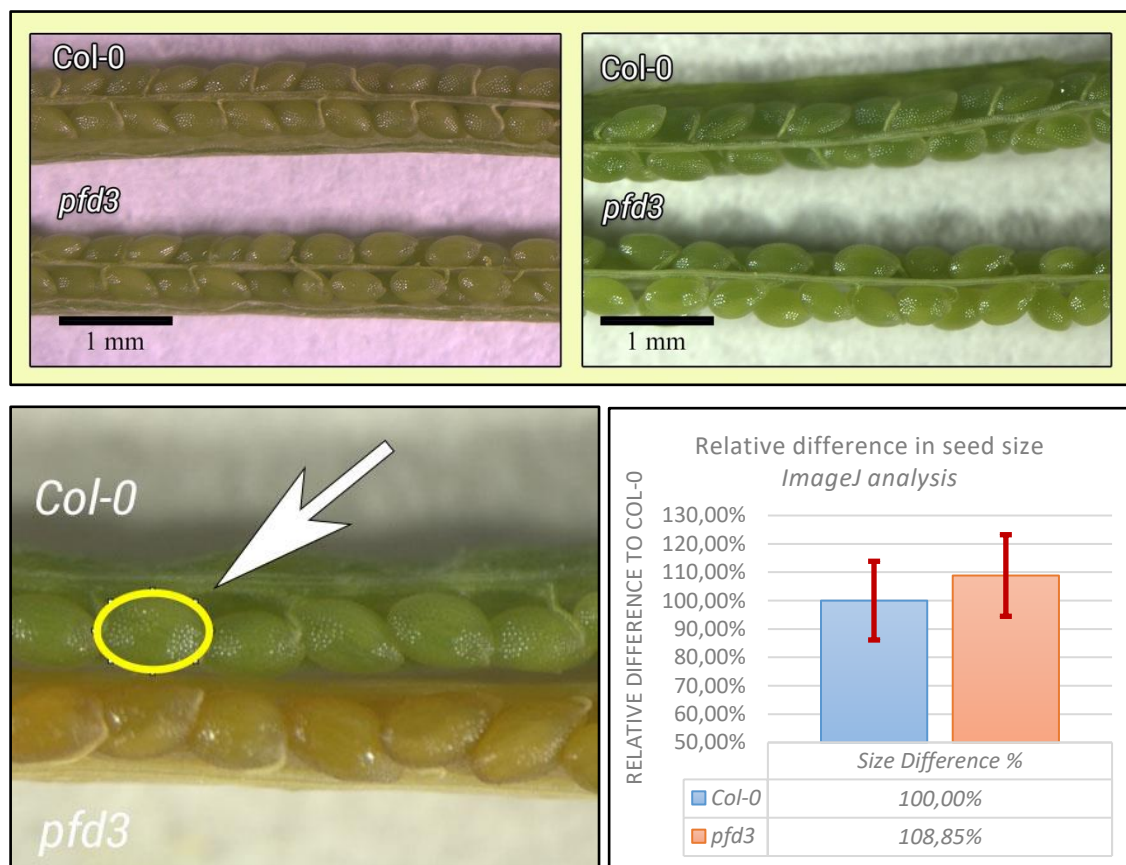 Col-0
pfd3
1 mm
Col-0
pfd3
1 mm
Col-0
pfd3
Relative difference in seed size
ImageJ analysis
RELATIVE DIFFERENCE TO COL-0
130,00%
120,00%
110,00%
100,00%
90,00%
80,00%
70,00%
60,00%
50,00%
Size Difference %
Col-0 100,00%
pfd3 108,85%